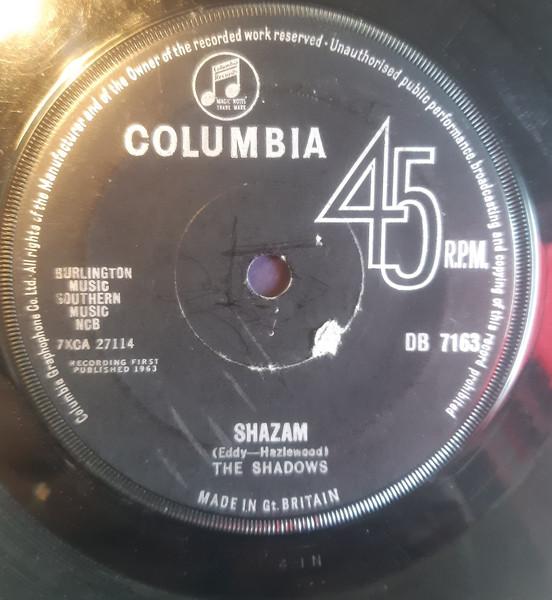 Columbia Graphophone Co. Ltd. · All rights of the Manufacturer and of the Owner of the recorded work reserved · Unauthorised public performance, broadcasting and copying of this record prohibited
Columbia
Records
MAGIC NOTES
TRADE MARK
COLUMBIA
45 R.P.M.
BURLINGTON
MUSIC
SOUTHERN
MUSIC
NCB
7XCA 27114
DB 7163
RECORDING FIRST
PUBLISHED 1963
SHAZAM
(Eddy—Hazlewood)
THE SHADOWS
MADE IN Gt. BRITAIN